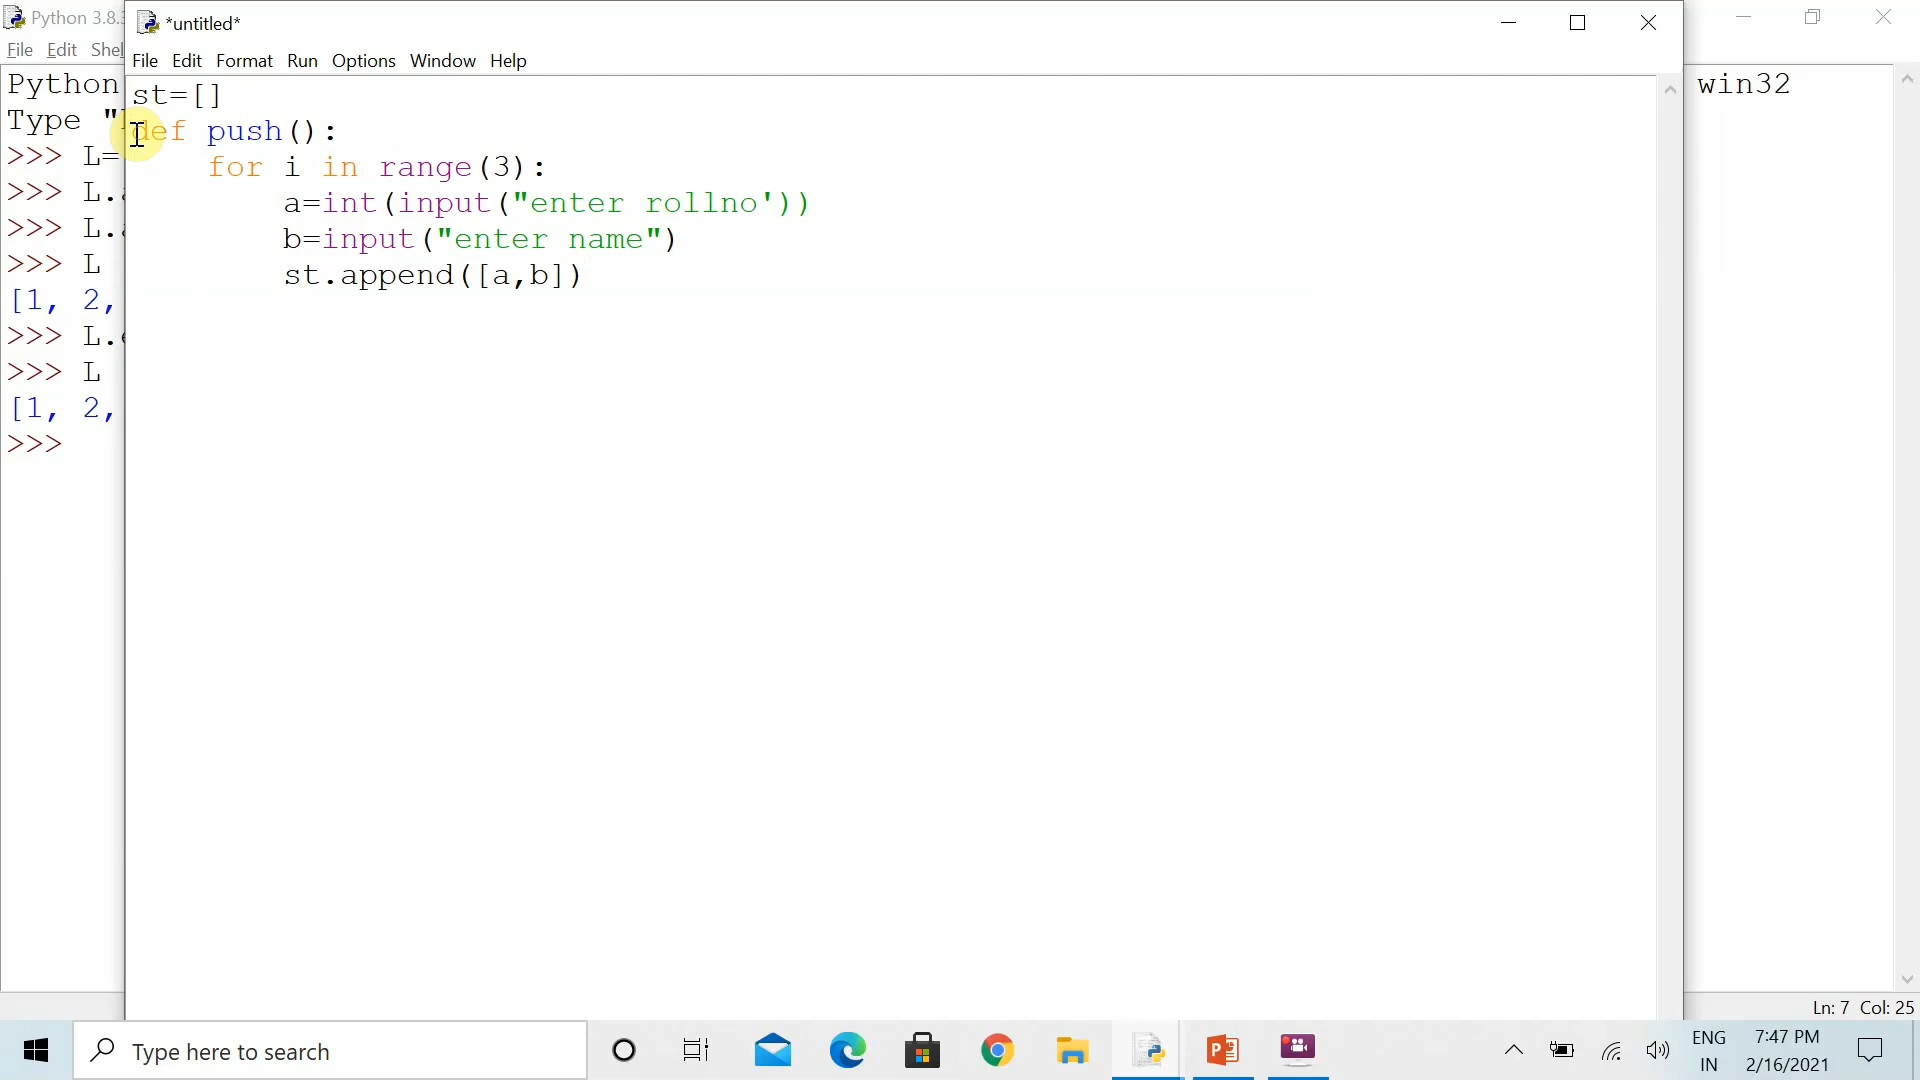 Python 3.8.3
*untitled*
File Edit Shel
File Edit Format Run Options Window Help
Python
win32
Type "
>>> L=
>>> L.
>>> L.
>>> L
[1, 2,
>>> L.
>>> L
[1, 2,
>>>
st=[]
def push():
    for i in range(3):
        a=int(input("enter rollno'))
        b=input("enter name")
        st.append([a,b])
Ln: 7 Col: 25
Type here to search
ENG
IN
7:47 PM
2/16/2021